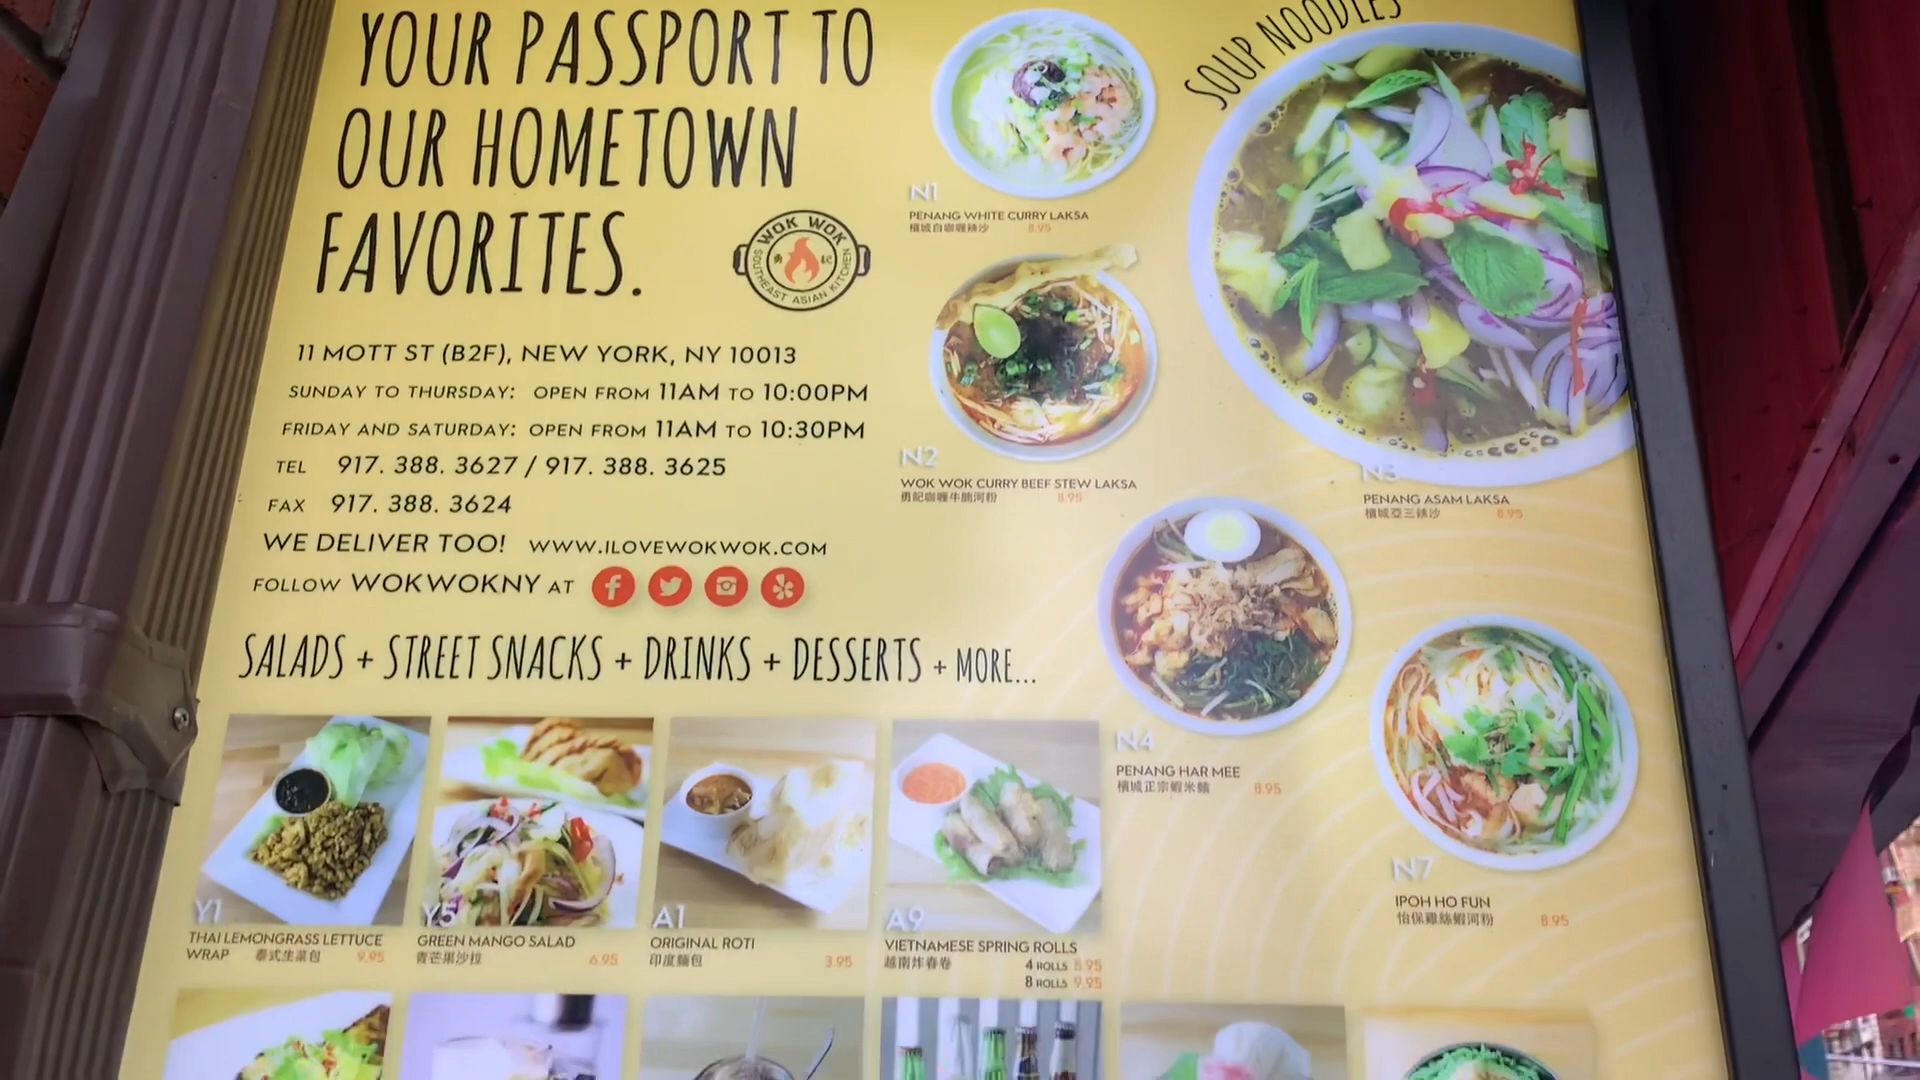 YOUR PASSPORT TO
OUR HOMETOWN
FAVORITES.
WOK WOK
勇記
SOUTHEAST ASIAN KITCHEN
11 MOTT ST (B2F), NEW YORK, NY 10013
SUNDAY TO THURSDAY: OPEN FROM 11AM TO 10:00PM
FRIDAY AND SATURDAY: OPEN FROM 11AM TO 10:30PM
TEL 917. 388. 3627 / 917. 388. 3625
FAX 917. 388. 3624
WE DELIVER TOO! WWW.ILOVEWOKWOK.COM
FOLLOW WOKWOKNY AT
SOUP NOODLES
N1
PENANG WHITE CURRY LAKSA
檳城白咖喱辣沙 8.95
N2
WOK WOK CURRY BEEF STEW LAKSA
勇記咖喱牛腩河粉 8.95
N3
PENANG ASAM LAKSA
檳城亞三辣沙 8.95
N4
PENANG HAR MEE
檳城正宗蝦米麵 8.95
N7
IPOH HO FUN
怡保雞絲蝦河粉 8.95
SALADS + STREET SNACKS + DRINKS + DESSERTS + MORE...
Y1
THAI LEMONGRASS LETTUCE
WRAP 泰式生菜包 9.95
Y5
GREEN MANGO SALAD
青芒果沙拉 6.95
A1
ORIGINAL ROTI
印度麵包 3.95
A9
VIETNAMESE SPRING ROLLS
越南炸春卷 4 ROLLS 5.95
8 ROLLS 9.95